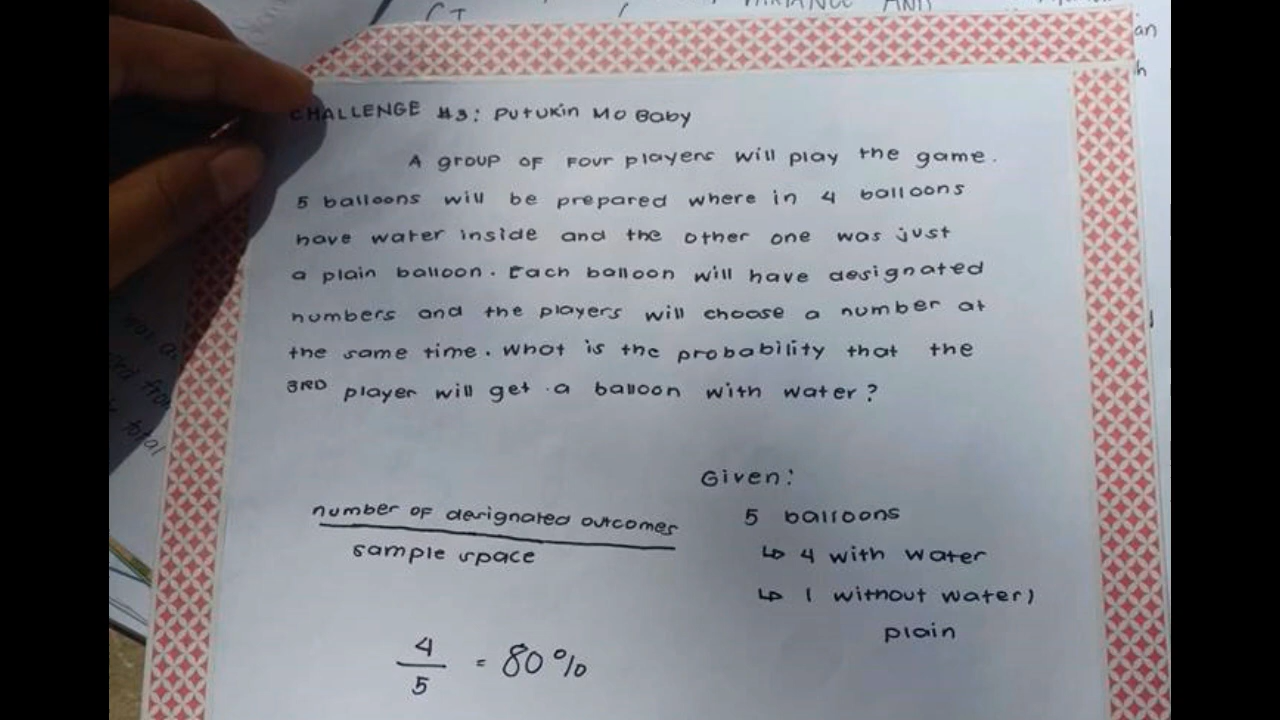 VARIANCE AND
CHALLENGE #3: Putukin Mo Baby
A group of four players will play the game.
5 balloons will be prepared where in 4 balloons
have water inside and the other one was just
a plain balloon. Each balloon will have designated
numbers and the players will choose a number at
the same time. What is the probability that the
3RD player will get a balloon with water?
Given:
number of designated outcomes
sample space
5 balloons
↳ 4 with water
↳ 1 without water)
plain
4
5
= 80%
total